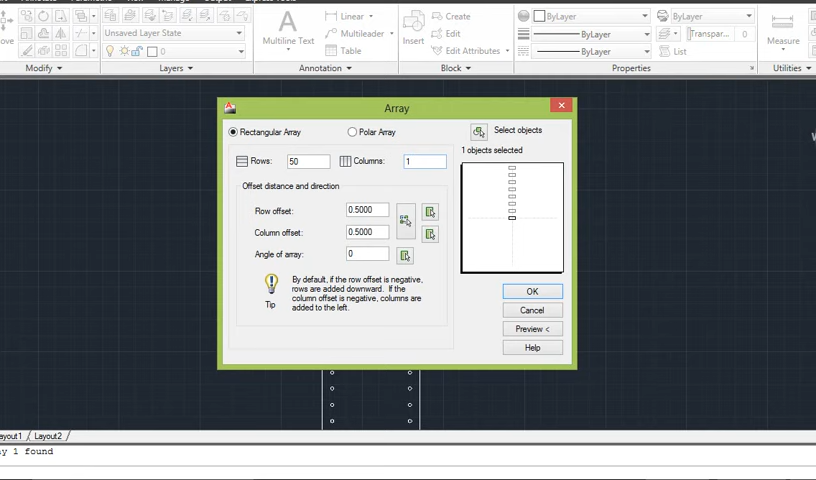 Linear
Create
ByLayer
ByLayer
Multiline Text
Multileader
Insert
Edit
ByLayer
Transpar...
0
Measure
Unsaved Layer State
0
Table
Edit Attributes
ByLayer
List
Modify
Layers
Annotation
Block
Properties
Utilities
Array
Rectangular Array
Polar Array
Select objects
1 objects selected
Rows:
50
Columns:
1
Offset distance and direction
Row offset:
0.5000
Column offset:
0.5000
Angle of array:
0
By default, if the row offset is negative,
rows are added downward. If the
column offset is negative, columns are
added to the left.
Tip
OK
Cancel
Preview <
Help
Layout2
1 found